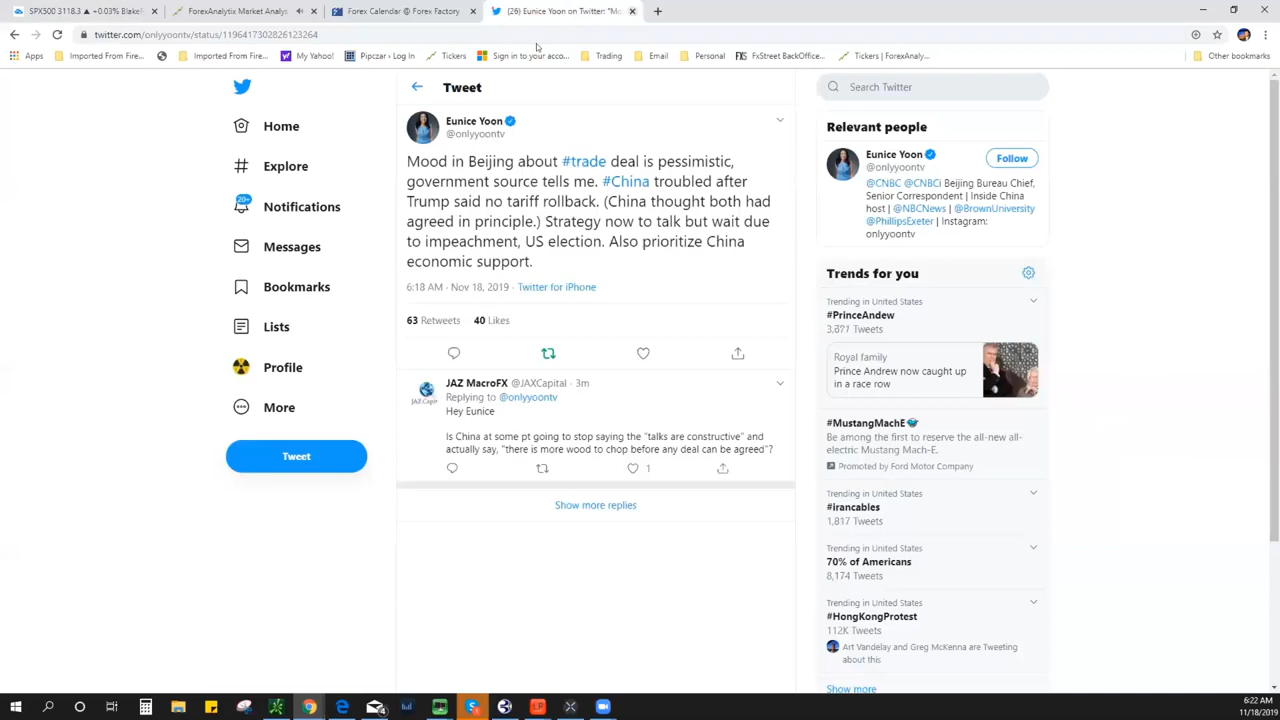 SPX500 3118.3 ▲ +0.03% Blake
ForexAnalytix Market Analys
Forex Calendar @ Forex Factory
(26) Eunice Yoon on Twitter: "Mo
twitter.com/onlyyoontv/status/1196417302826123264
Apps
Imported From Fire...
Imported From Fire...
My Yahoo!
Pipczar › Log In
Tickers
Sign in to your acco...
Trading
Email
Personal
FXStreet BackOffice...
Tickers | ForexAnaly...
Other bookmarks
Home
Explore
20+
Notifications
Messages
Bookmarks
Lists
Profile
More
Tweet
Tweet
Eunice Yoon
@onlyyoontv
Mood in Beijing about #trade deal is pessimistic,
government source tells me. #China troubled after
Trump said no tariff rollback. (China thought both had
agreed in principle.) Strategy now to talk but wait due
to impeachment, US election. Also prioritize China
economic support.
6:18 AM · Nov 18, 2019 · Twitter for iPhone
63 Retweets 40 Likes
JAZ MacroFX @JAXCapital · 3m
Replying to @onlyyoontv
Hey Eunice
Is China at some pt going to stop saying the "talks are constructive" and
actually say, "there is more wood to chop before any deal can be agreed"?
1
Show more replies
Search Twitter
Relevant people
Eunice Yoon
@onlyyoontv
Follow
@CNBC @CNBCi Beijing Bureau Chief,
Senior Correspondent | Inside China
host | @NBCNews | @BrownUniversity
@PhillipsExeter | Instagram:
onlyyoontv
Trends for you
Trending in United States
#PrinceAndew
Tweets
Royal family
Prince Andrew now caught up
in a race row
#MustangMachE
Be among the first to reserve the all-new all-
electric Mustang Mach-E.
Promoted by Ford Motor Company
Trending in United States
#irancables
1,817 Tweets
Trending in United States
70% of Americans
8,174 Tweets
Trending in United States
#HongKongProtest
112K Tweets
Art Vandelay and Greg McKenna are Tweeting
about this
Show more
6:22 AM
11/18/2019